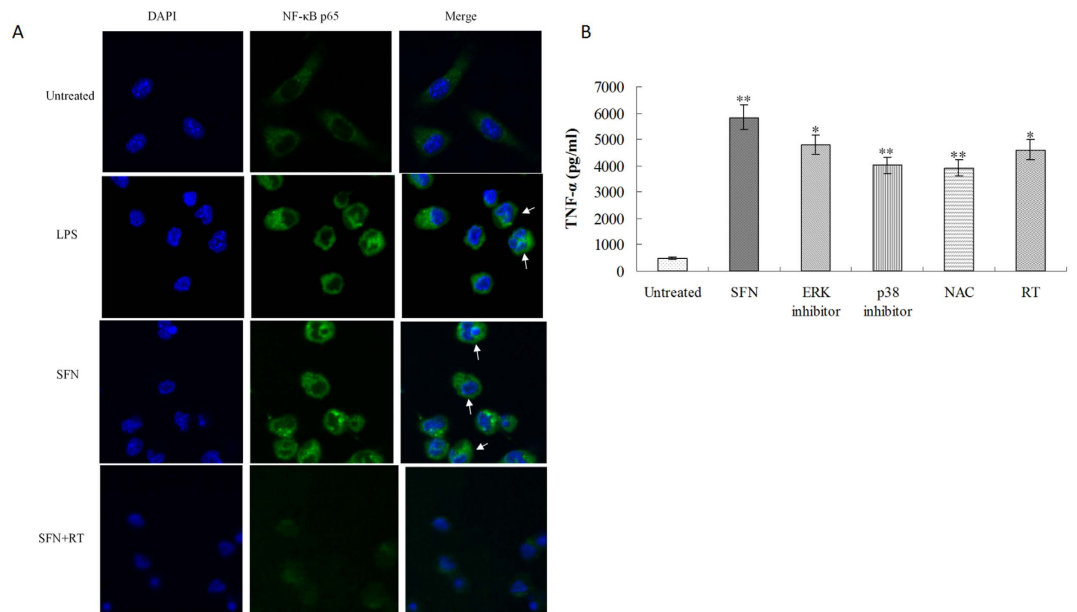 A
DAPI NF-κB p65 Merge
Untreated
LPS
SFN
SFN+RT
B
TNF-α (pg/ml)
7000
6000
5000
4000
3000
2000
1000
0
** * ** ** *
Untreated SFN ERK p38 inhibitor NAC RT
inhibitor